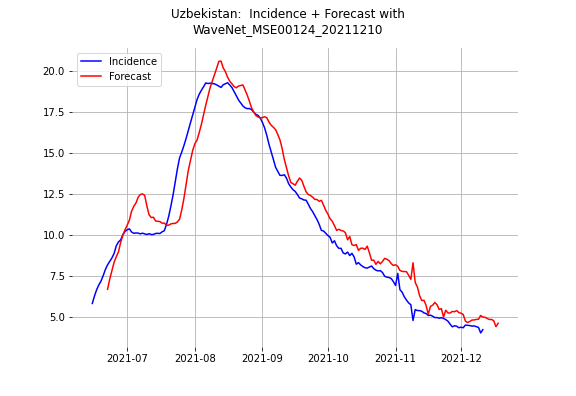 Uzbekistan:  Incidence + Forecast with
WaveNet_MSE00124_20211210
Incidence
Forecast
20.0
17.5
15.0
12.5
10.0
7.5
5.0
2021-07 2021-08 2021-09 2021-10 2021-11 2021-12